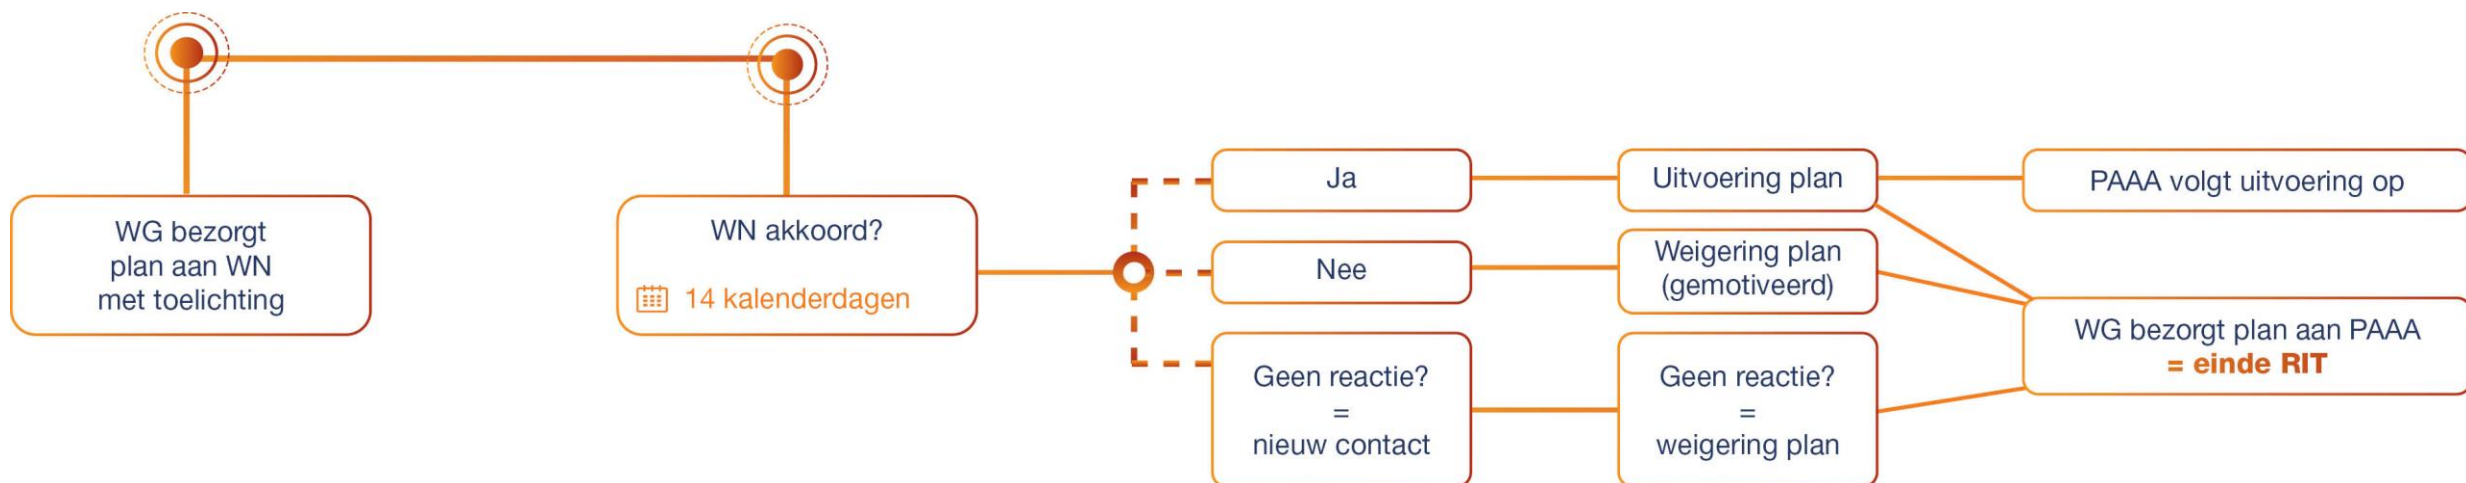 WG bezorgt
plan aan WN
met toelichting
WN akkoord?
14 kalenderdagen
Ja
Uitvoering plan
PAAA volgt uitvoering op
Nee
Weigering plan
(gemotiveerd)
WG bezorgt plan aan PAAA
= einde RIT
Geen reactie?
=
nieuw contact
Geen reactie?
=
weigering plan